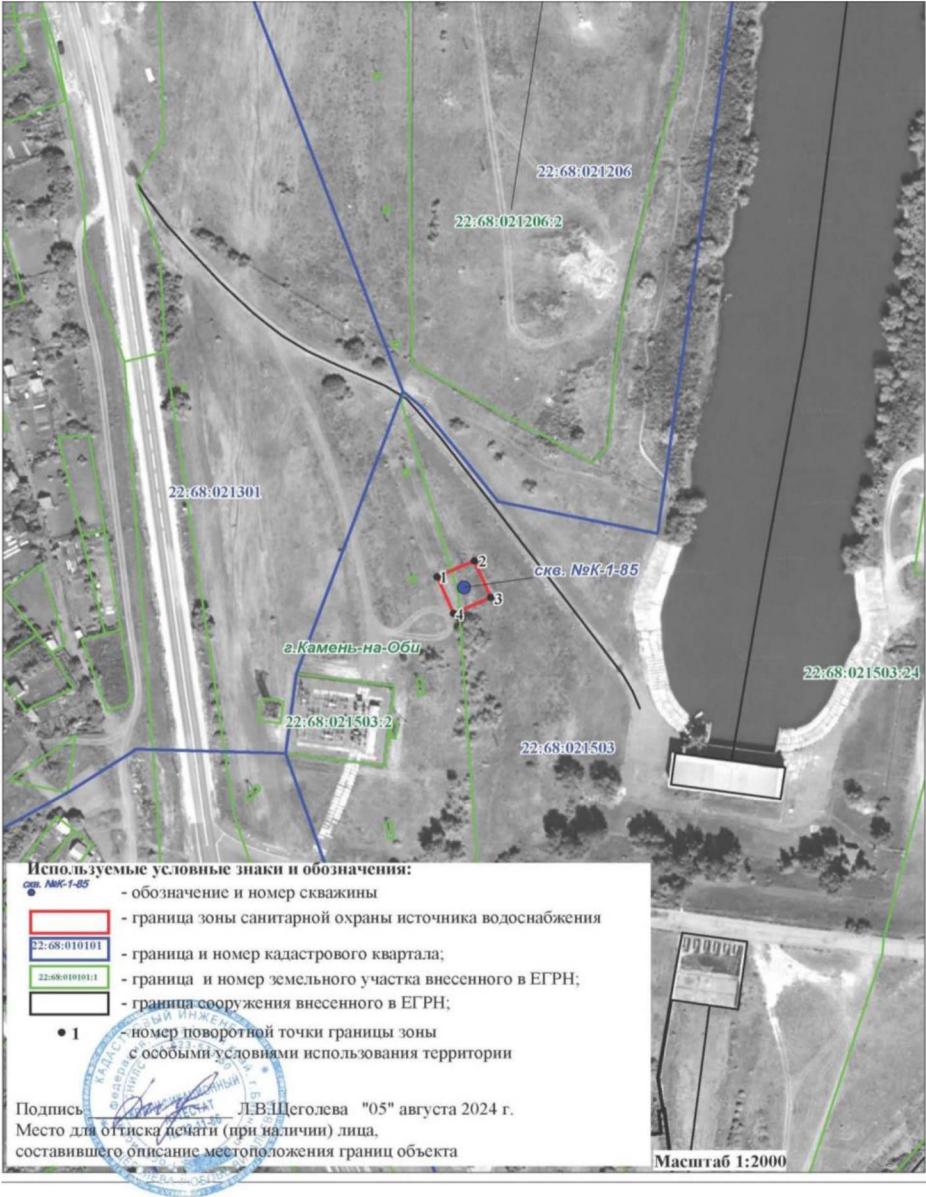 22:68:021206
22:68:021206:2
22:68:021301
1
2
скв. №К-1-85
3
4
г.Камень-на-Оби
22:68:021503:24
22:68:021503:2
22:68:021503
Используемые условные знаки и обозначения:
скв. №К-1-85
- обозначение и номер скважины
- граница зоны санитарной охраны источника водоснабжения
22:68:010101
- граница и номер кадастрового квартала;
22:68:010101:1
- граница и номер земельного участка внесенного в ЕГРН;
- граница сооружения внесенного в ЕГРН;
• 1 - номер поворотной точки границы зоны
с особыми условиями использования территории
КАДАСТРОВЫЙ ИНЖЕНЕР
Подпись Л.В.Щеголева "05" августа 2024 г.
Место для оттиска печати (при наличии) лица,
составившего описание местоположения границ объекта
Масштаб 1:2000